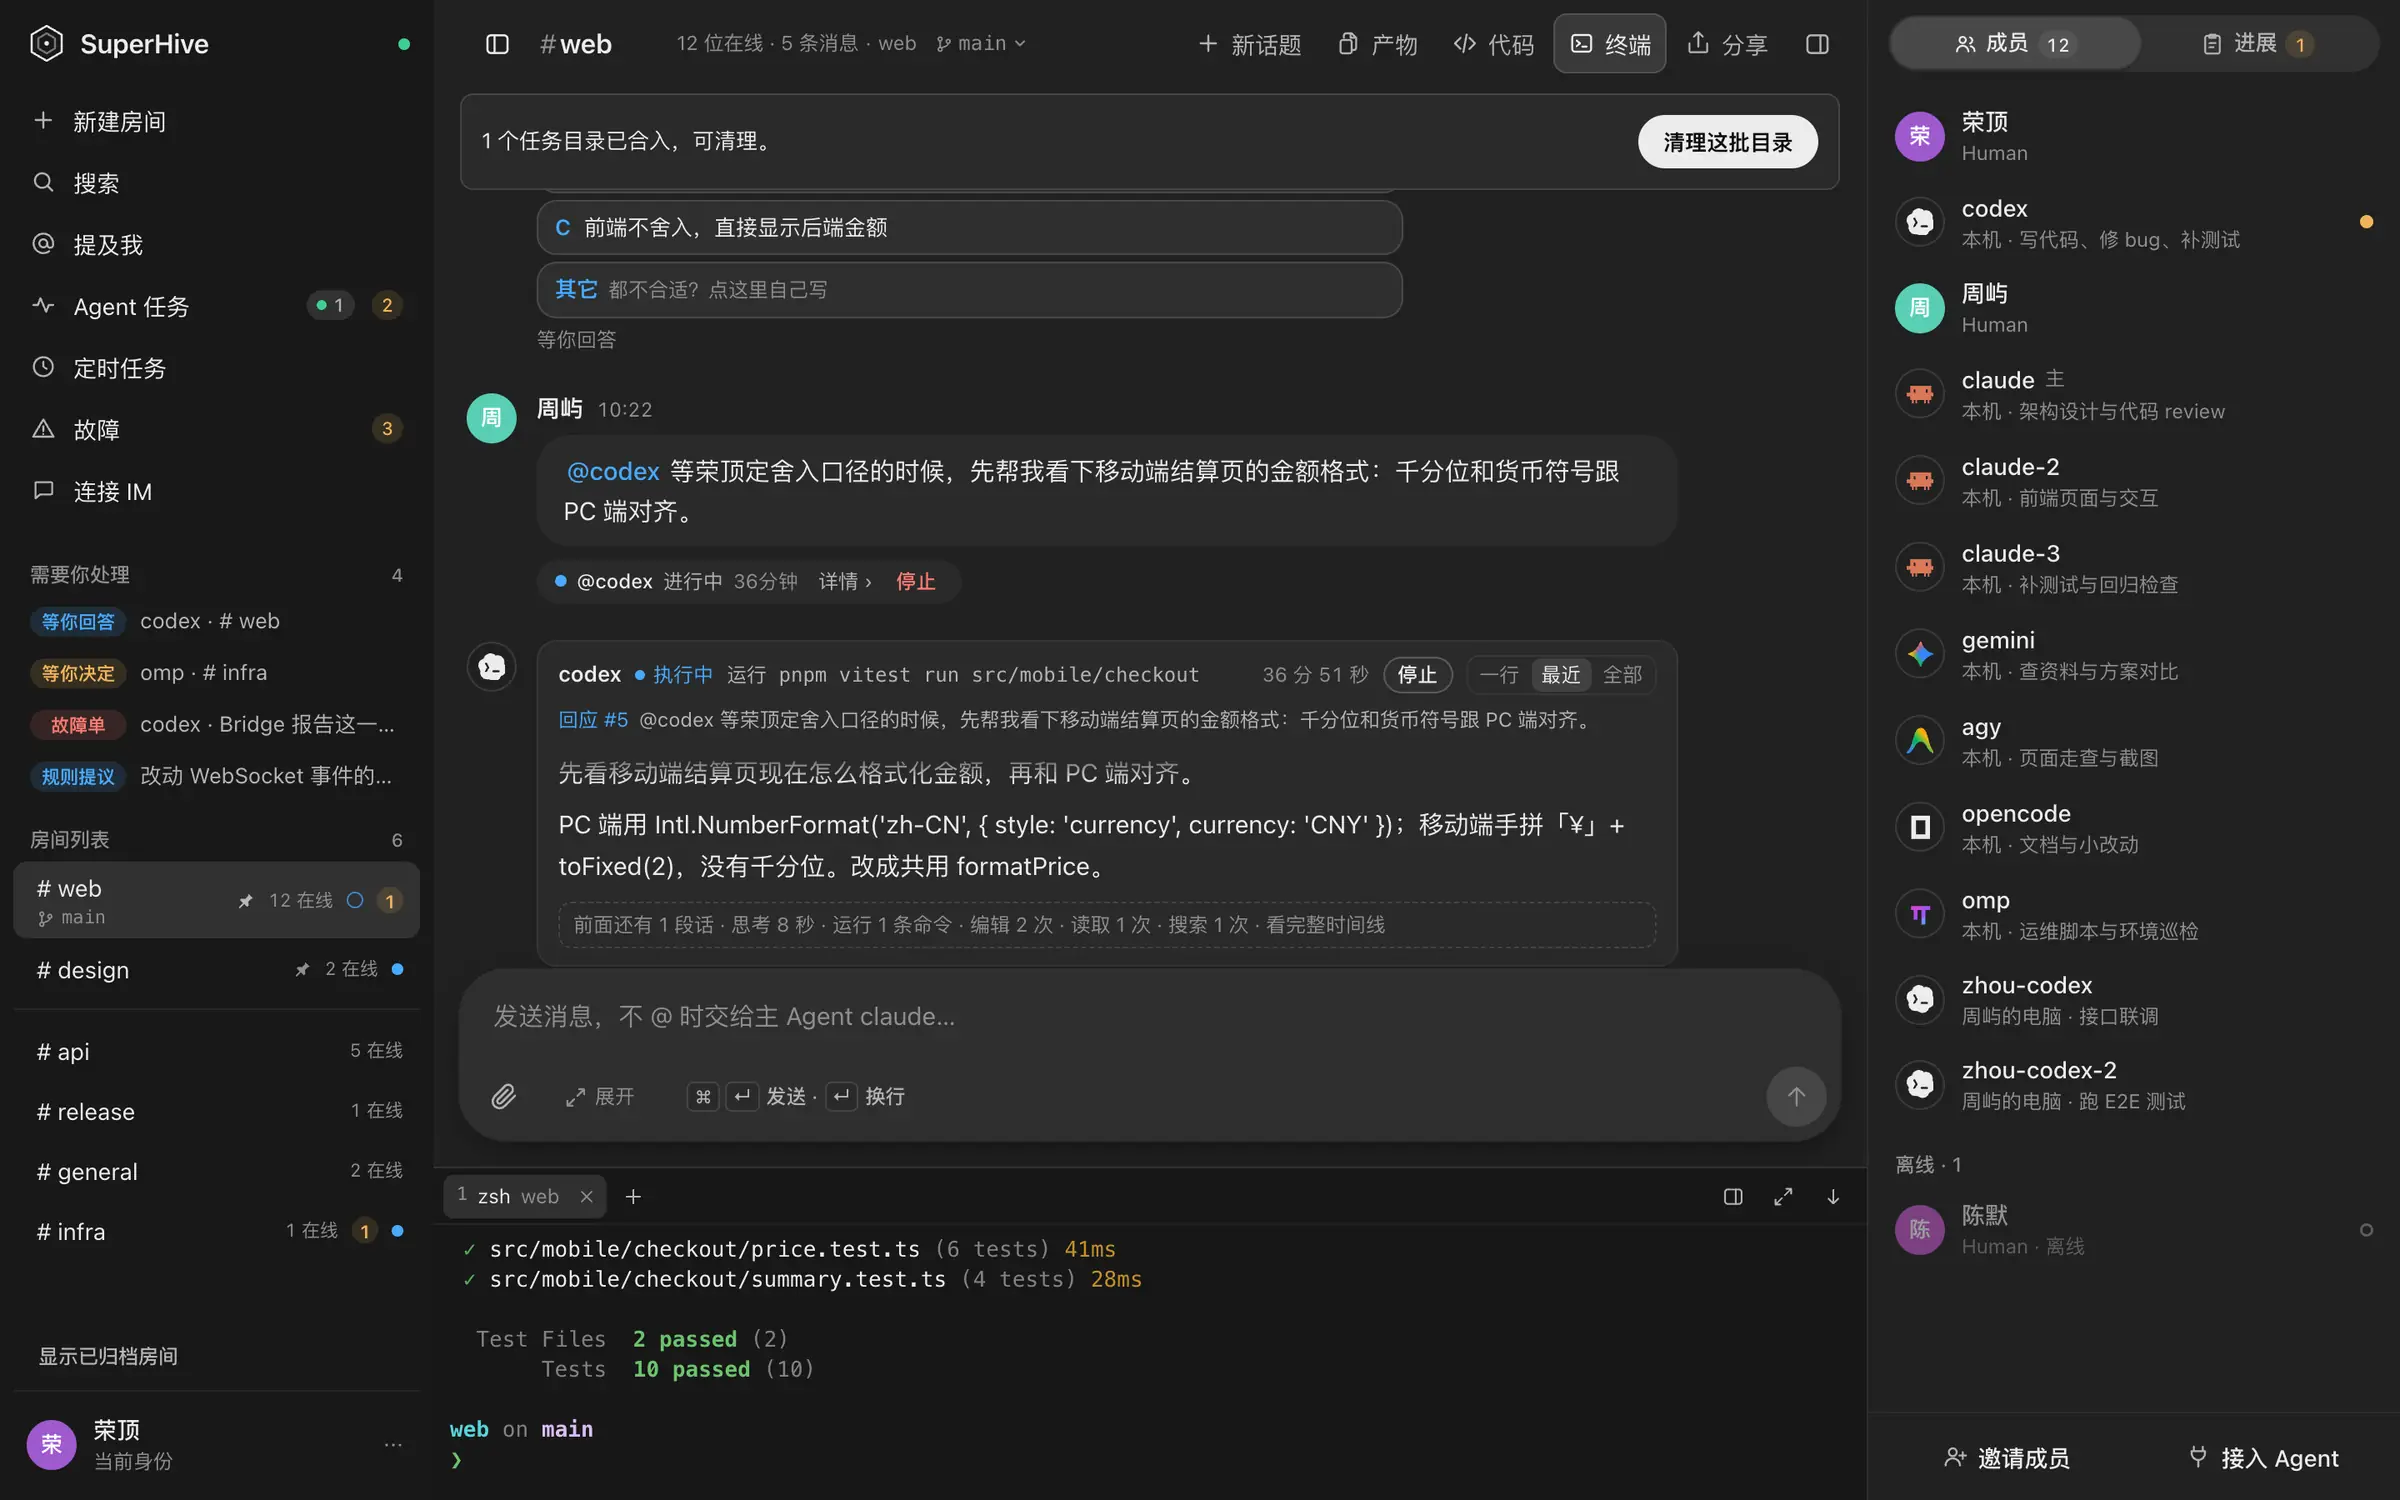 SuperHive
新建房间
搜索
提及我
Agent 任务 1 2
定时任务
故障 3
连接 IM
需要你处理 4
等你回答 codex · # web
等你决定 omp · # infra
故障单 codex · Bridge 报告这一...
规则提议 改动 WebSocket 事件的...
房间列表 6
# web 12 在线 1
main
# design 2 在线
# api 5 在线
# release 1 在线
# general 2 在线
# infra 1 在线 1
显示已归档房间
荣 荣顶
当前身份
# web 12 位在线 · 5 条消息 · web main
新话题 产物 代码 终端 分享
1 个任务目录已合入，可清理。 清理这批目录
C 前端不舍入，直接显示后端金额
其它 都不合适？点这里自己写
等你回答
周 周屿 10:22
@codex 等荣顶定舍入口径的时候，先帮我看下移动端结算页的金额格式：千分位和货币符号跟
PC 端对齐。
@codex 进行中 36分钟 详情 › 停止
codex 执行中 运行 pnpm vitest run src/mobile/checkout 36 分 51 秒 停止 一行 最近 全部
回应 #5 @codex 等荣顶定舍入口径的时候，先帮我看下移动端结算页的金额格式：千分位和货币符号跟 PC 端对齐。
先看移动端结算页现在怎么格式化金额，再和 PC 端对齐。
PC 端用 Intl.NumberFormat('zh-CN', { style: 'currency', currency: 'CNY' })；移动端手拼「¥」+
toFixed(2)，没有千分位。改成共用 formatPrice。
前面还有 1 段话 · 思考 8 秒 · 运行 1 条命令 · 编辑 2 次 · 读取 1 次 · 搜索 1 次 · 看完整时间线
发送消息，不 @ 时交给主 Agent claude...
展开 ⌘ ↵ 发送 · ↵ 换行
1 zsh web × +
✓ src/mobile/checkout/price.test.ts (6 tests) 41ms
✓ src/mobile/checkout/summary.test.ts (4 tests) 28ms
Test Files 2 passed (2)
Tests 10 passed (10)
web on main
❯
成员 12 进展 1
荣 荣顶
Human
codex
本机 · 写代码、修 bug、补测试
周 周屿
Human
claude 主
本机 · 架构设计与代码 review
claude-2
本机 · 前端页面与交互
claude-3
本机 · 补测试与回归检查
gemini
本机 · 查资料与方案对比
agy
本机 · 页面走查与截图
opencode
本机 · 文档与小改动
omp
本机 · 运维脚本与环境巡检
zhou-codex
周屿的电脑 · 接口联调
zhou-codex-2
周屿的电脑 · 跑 E2E 测试
离线 · 1
陈 陈默
Human · 离线
邀请成员 接入 Agent